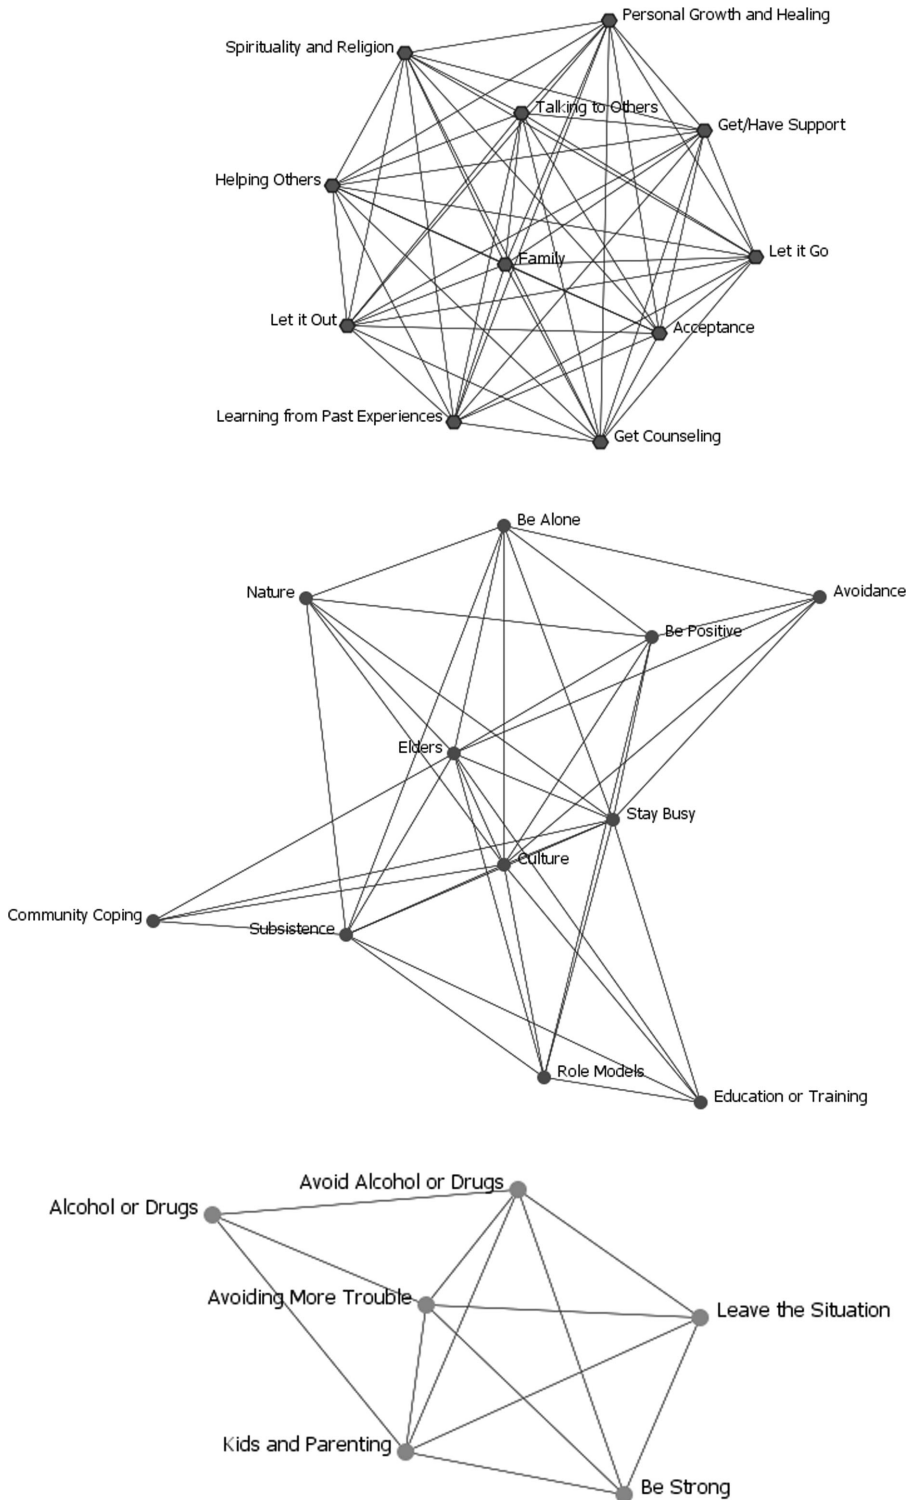 Personal Growth and Healing
Spirituality and Religion
Talking to Others
Get/Have Support
Helping Others
Let it Go
Family
Let it Out
Acceptance
Learning from Past Experiences
Get Counseling
Be Alone
Nature
Avoidance
Be Positive
Elders
Stay Busy
Culture
Community Coping
Subsistence
Role Models
Education or Training
Avoid Alcohol or Drugs
Alcohol or Drugs
Avoiding More Trouble
Leave the Situation
Kids and Parenting
Be Strong